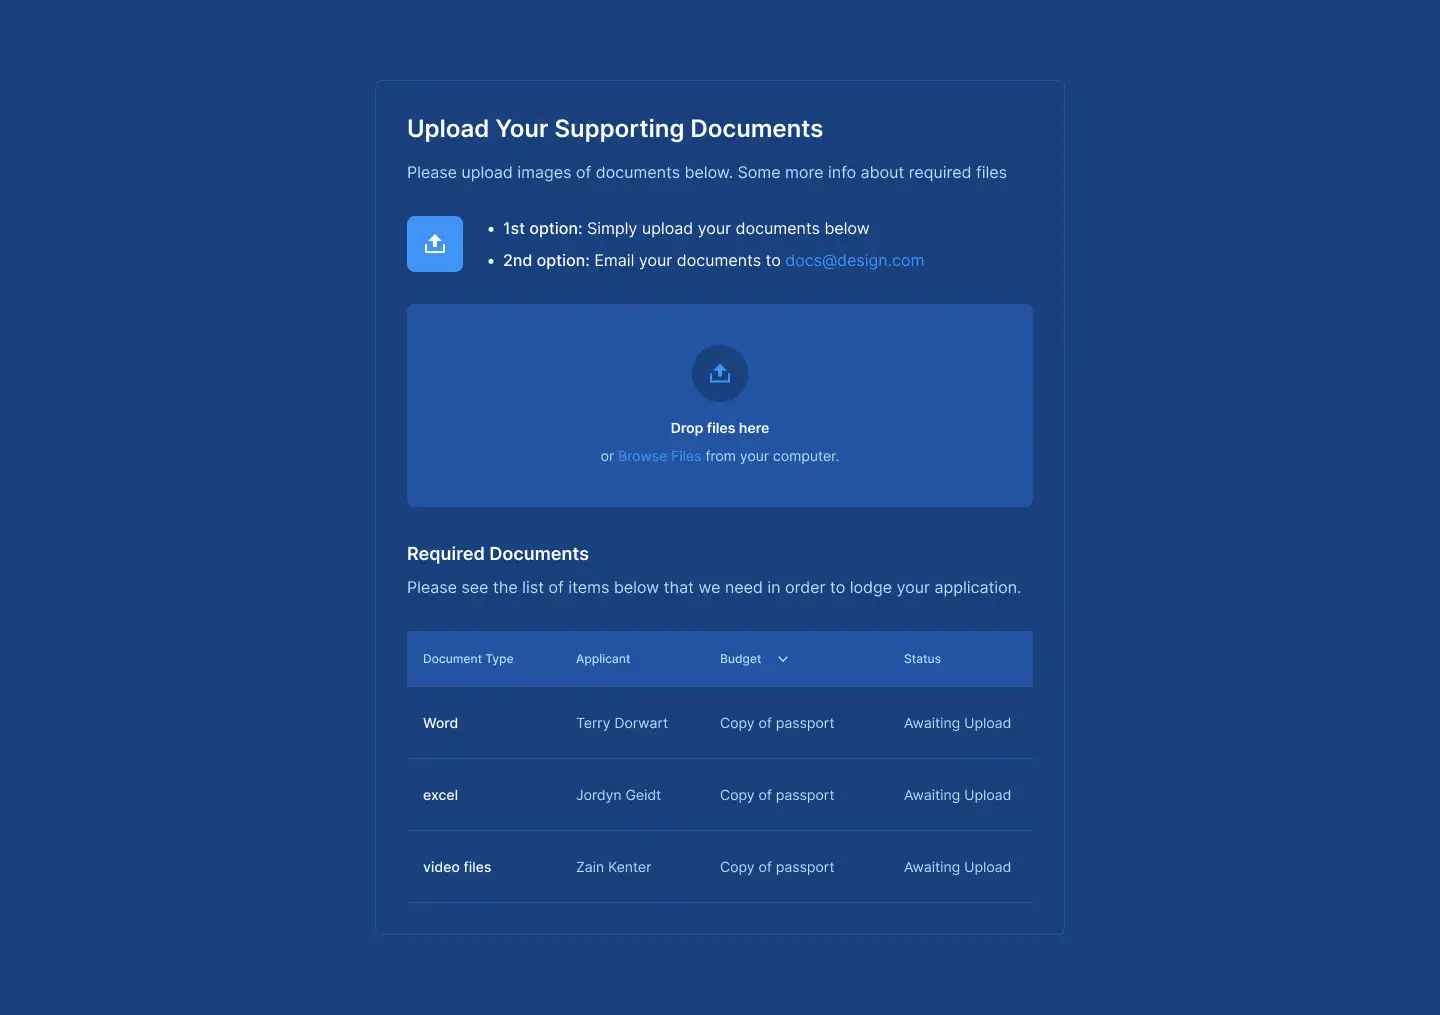 Upload Your Supporting Documents
Please upload images of documents below. Some more info about required files
• 1st option: Simply upload your documents below
• 2nd option: Email your documents to docs@design.com
Drop files here
or Browse Files from your computer.
Required Documents
Please see the list of items below that we need in order to lodge your application.
Document Type Applicant Budget Status
Word Terry Dorwart Copy of passport Awaiting Upload
excel Jordyn Geidt Copy of passport Awaiting Upload
video files Zain Kenter Copy of passport Awaiting Upload